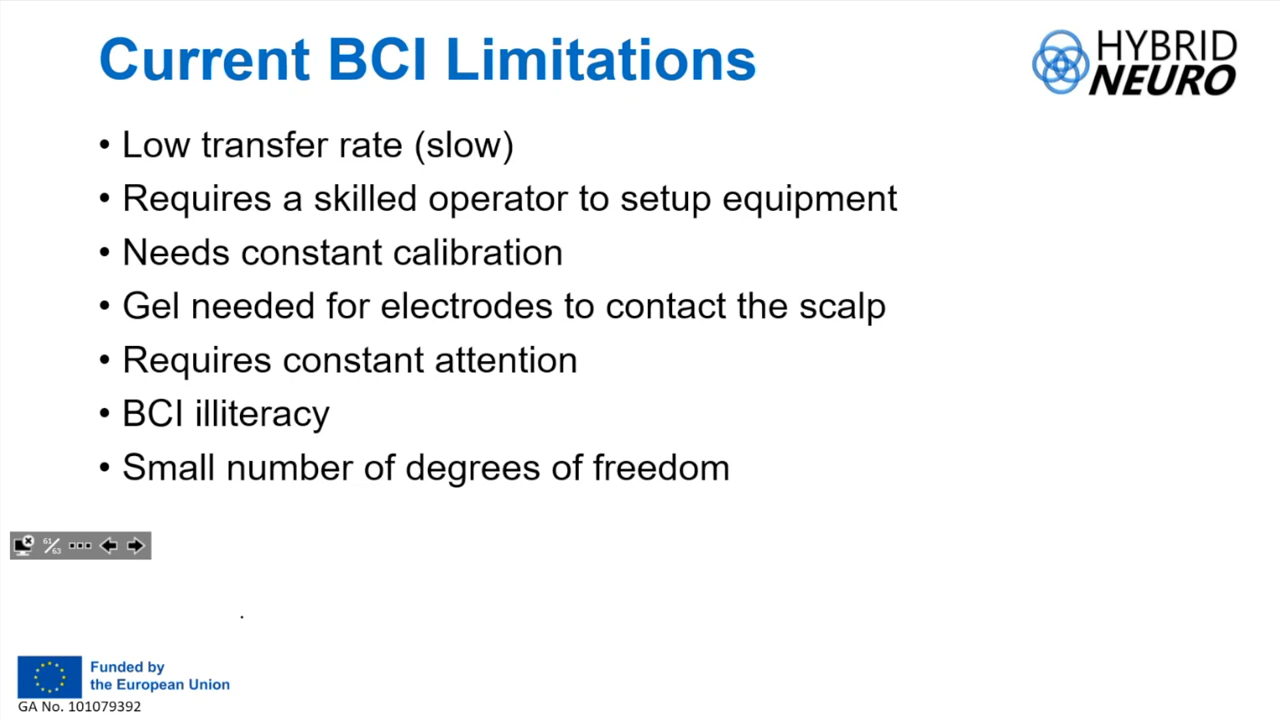 Current BCI Limitations
HYBRID
NEURO
• Low transfer rate (slow)
• Requires a skilled operator to setup equipment
• Needs constant calibration
• Gel needed for electrodes to contact the scalp
• Requires constant attention
• BCI illiteracy
• Small number of degrees of freedom
61/63
Funded by
the European Union
GA No. 101079392